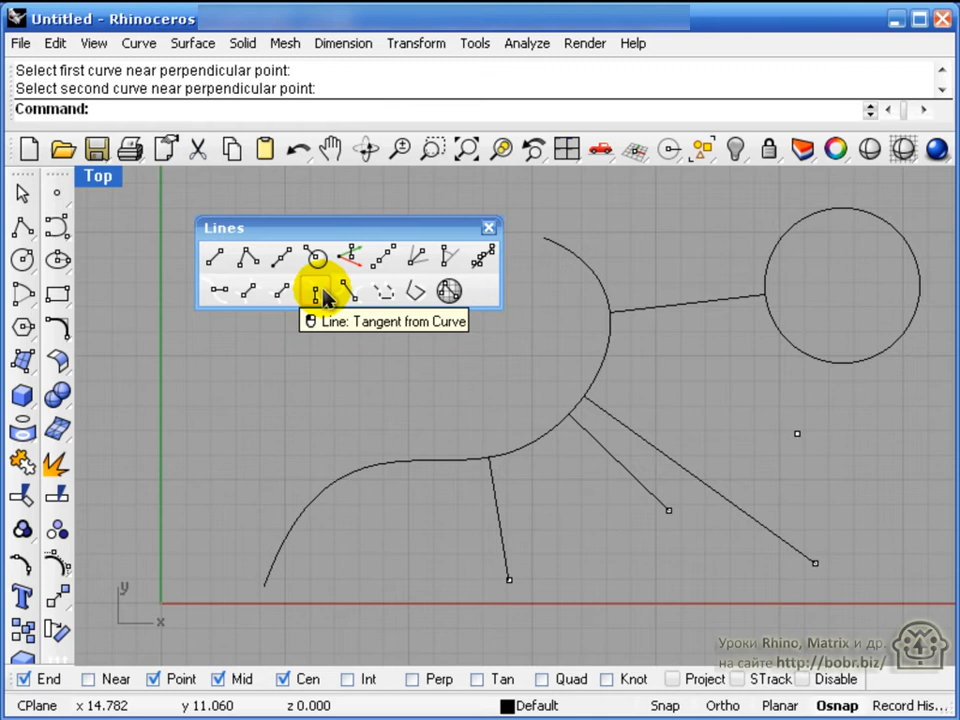 Untitled - Rhinoceros
File Edit View Curve Surface Solid Mesh Dimension Transform Tools Analyze Render Help
Select first curve near perpendicular point:
Select second curve near perpendicular point:
Command:
Top
Lines
Line: Tangent from Curve
y
x
Уроки Rhino, Matrix и др.
на сайте http://bobr.biz/
End Near Point Mid Cen Int Perp Tan Quad Knot Project STrack Disable
CPlane x 14.782 y 11.060 z 0.000 Default Snap Ortho Planar Osnap Record His...